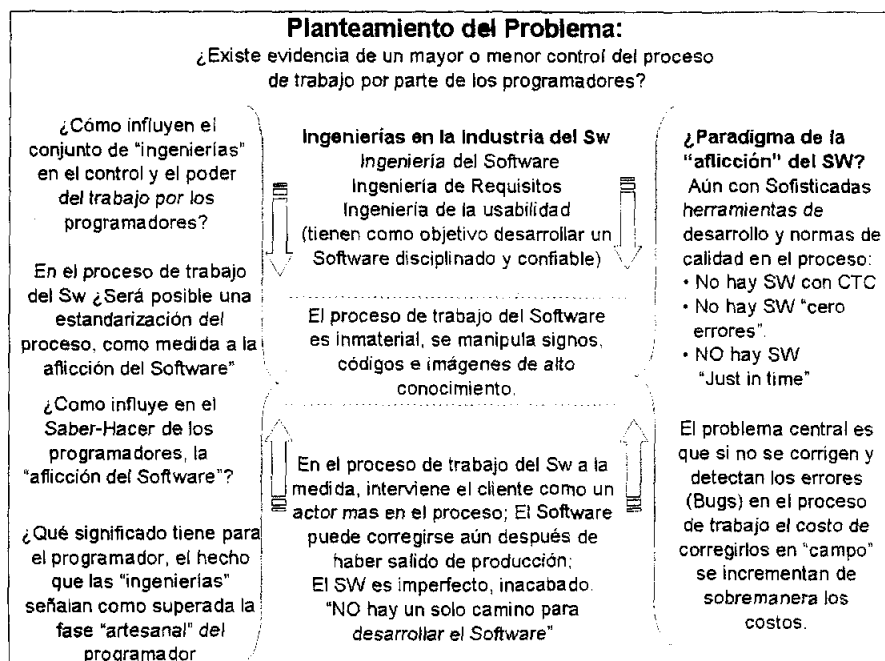 Planteamiento del Problema:
¿Existe evidencia de un mayor o menor control del proceso
de trabajo por parte de los programadores?
¿Cómo influyen el
conjunto de "ingenierías"
en el control y el poder
del trabajo por los
programadores?
En el proceso de trabajo
del Sw ¿Será posible una
estandarización del
proceso, como medida a la
aflicción del Software"
¿Como influye en el
Saber-Hacer de los
programadores, la
"aflicción del Software"?
¿Qué significado tiene para
el programador, el hecho
que las "ingenierías"
señalan como superada la
fase "artesanal" del
programador
Ingenierías en la Industria del Sw
Ingeniería del Software
Ingeniería de Requisitos
Ingeniería de la usabilidad
(tienen como objetivo desarrollar un
Software disciplinado y confiable)
El proceso de trabajo del Software
es inmaterial, se manipula signos,
códigos e imágenes de alto
conocimiento.
En el proceso de trabajo del Sw a la
medida, interviene el cliente como un
actor mas en el proceso; El Software
puede corregirse aún después de
haber salido de producción;
El SW es imperfecto, inacabado.
"NO hay un solo camino para
desarrollar el Software"
¿Paradigma de la
"aflicción" del SW?
Aún con Sofisticadas
herramientas de
desarrollo y normas de
calidad en el proceso:
• No hay SW con CTC
• No hay SW "cero
errores".
• NO hay SW
"Just in time"
El problema central es
que si no se corrigen y
detectan los errores
(Bugs) en el proceso
de trabajo el costo de
corregirlos en "campo"
se incrementan de
sobremanera los
costos.